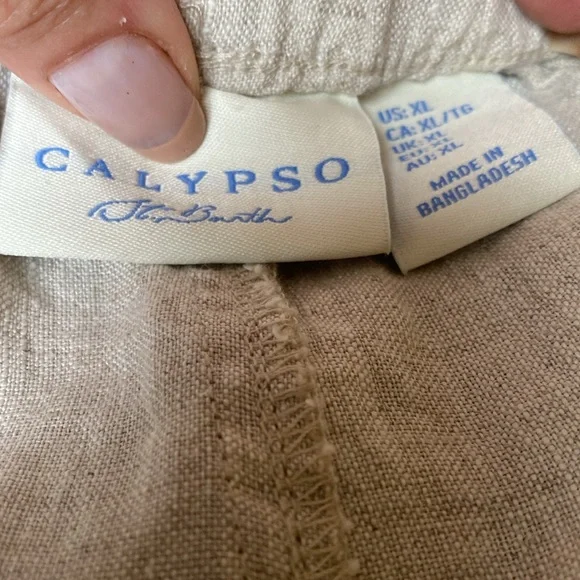 CALYPSO
St. Barth
US: XL
CA: XL/TG
UK: XL
EU: XL
AU: XL
MADE IN
BANGLADESH